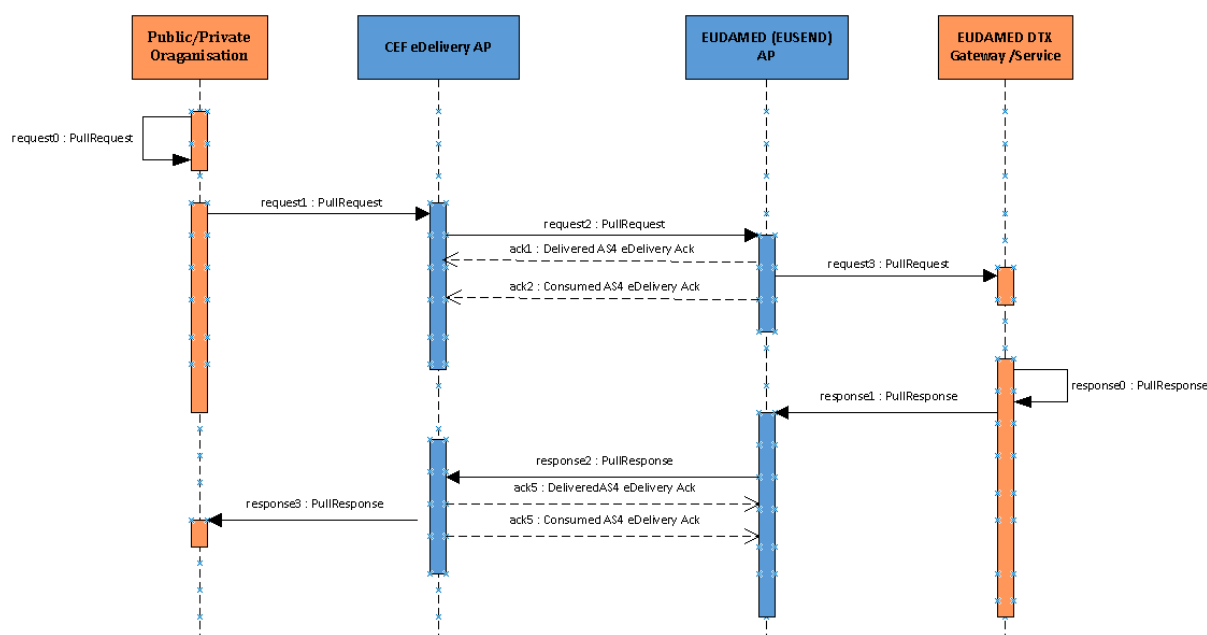 Public/Private
Oraganisation
CEF eDelivery AP
EUDAMED (EUSEND)
AP
EUDAMED DTX
Gateway /Service
request0 : PullRequest
request1 : PullRequest
request2 : PullRequest
ack1 : Delivered AS4 eDelivery Ack
request3 : PullRequest
ack2 : Consumed AS4 eDelivery Ack
response0 : PullResponse
response1 : PullResponse
response2 : PullResponse
ack5 : DeliveredAS4 eDelivery Ack
response3 : PullResponse
ack5 : Consumed AS4 eDelivery Ack